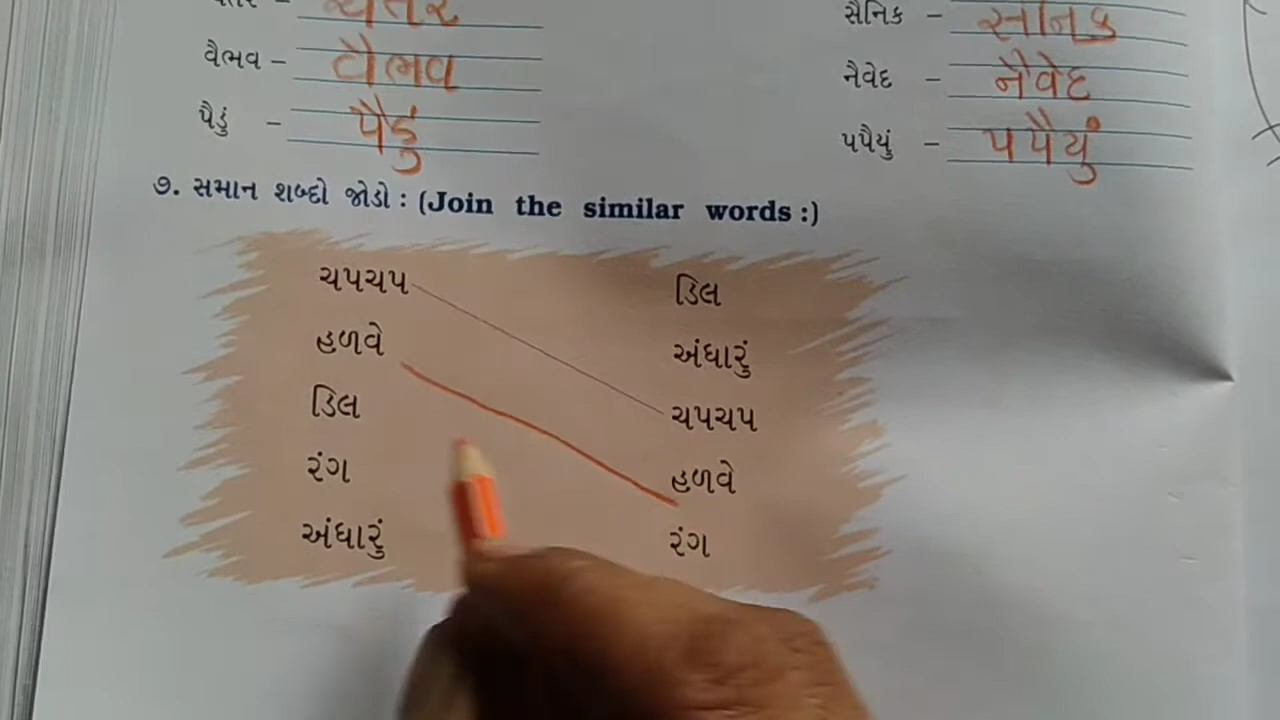 સૈનિક - સૈનિક
વૈભવ - વૈભવ
નૈવેદ - નૈવેદ
પૈડું - પૈડું
પપૈયું - પપૈયું
૭. સમાન શબ્દો જોડો : (Join the similar words :)
ચપચપ ડિલ
હળવે અંધારું
ડિલ ચપચપ
રંગ હળવે
અંધારું રંગ